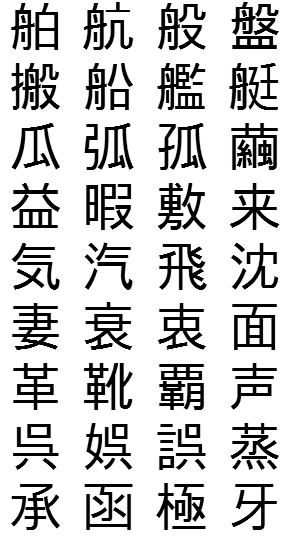 舶 航 般 盤
搬 船 艦 艇
瓜 弧 孤 繭
益 暇 敷 来
気 汽 飛 沈
妻 衰 衷 面
革 靴 覇 声
呉 娯 誤 蒸
承 函 極 牙